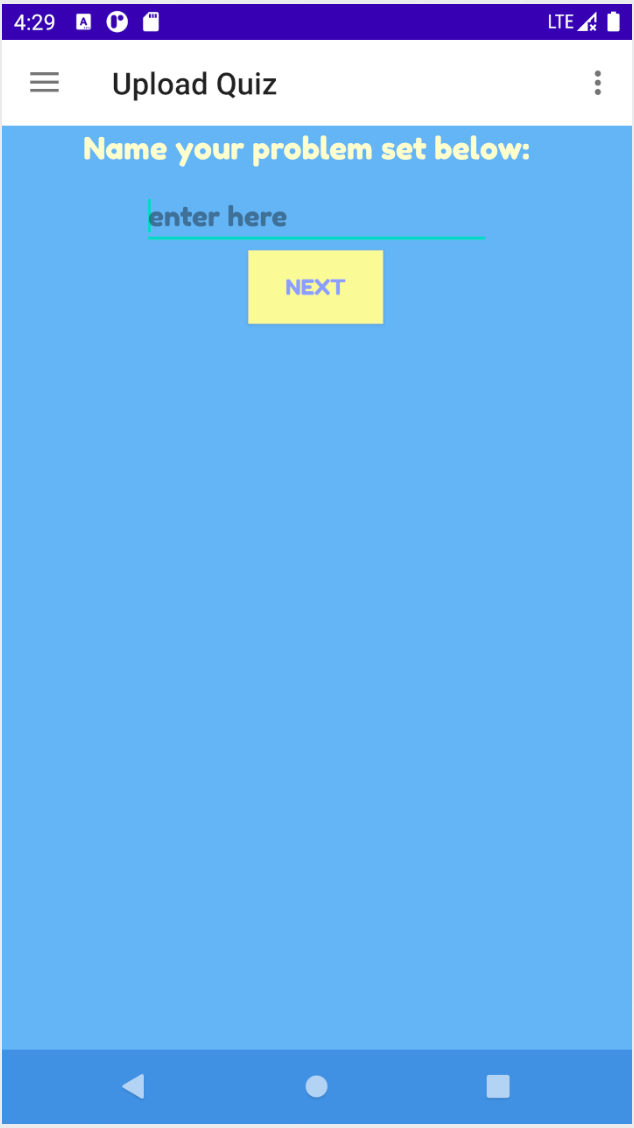 4:29 LTE
Upload Quiz
Name your problem set below:
enter here
NEXT